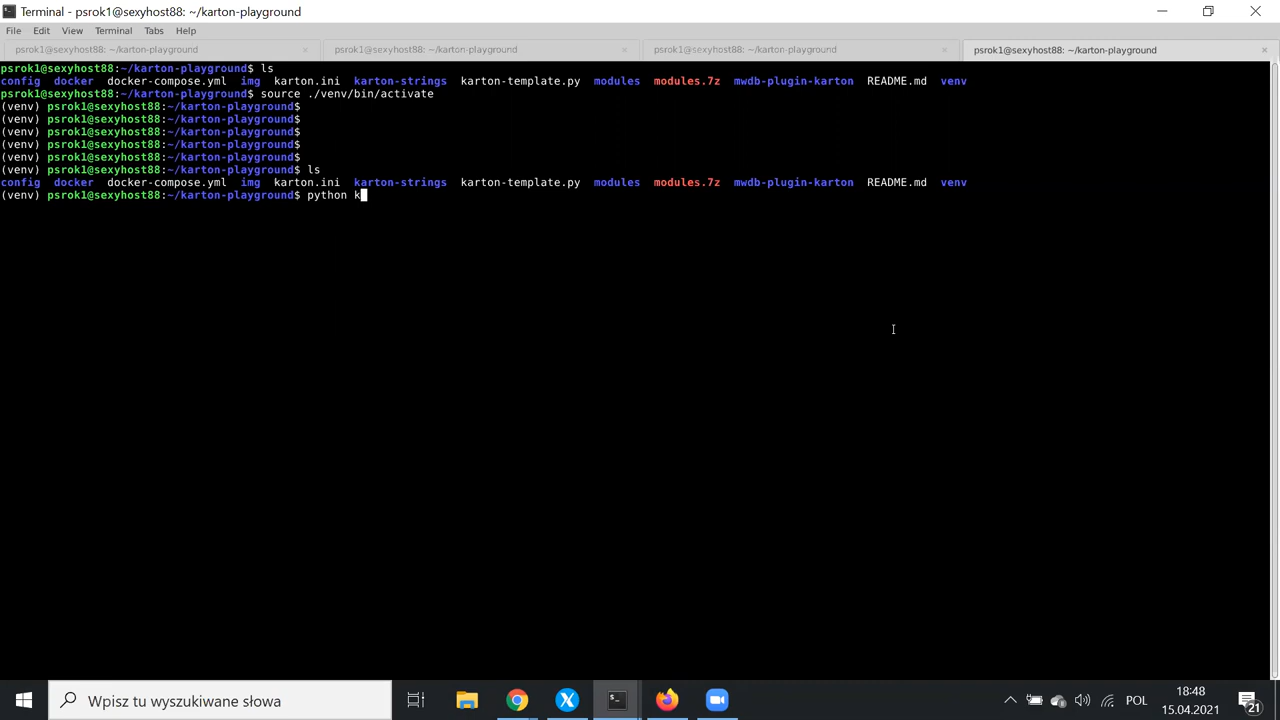 Terminal - psrok1@sexyhost88: ~/karton-playground
File Edit View Terminal Tabs Help
psrok1@sexyhost88: ~/karton-playground psrok1@sexyhost88: ~/karton-playground psrok1@sexyhost88: ~/karton-playground psrok1@sexyhost88: ~/karton-playground
psrok1@sexyhost88:~/karton-playground$ ls
config docker docker-compose.yml img karton.ini karton-strings karton-template.py modules modules.7z mwdb-plugin-karton README.md venv
psrok1@sexyhost88:~/karton-playground$ source ./venv/bin/activate
(venv) psrok1@sexyhost88:~/karton-playground$
(venv) psrok1@sexyhost88:~/karton-playground$
(venv) psrok1@sexyhost88:~/karton-playground$
(venv) psrok1@sexyhost88:~/karton-playground$
(venv) psrok1@sexyhost88:~/karton-playground$
(venv) psrok1@sexyhost88:~/karton-playground$ ls
config docker docker-compose.yml img karton.ini karton-strings karton-template.py modules modules.7z mwdb-plugin-karton README.md venv
(venv) psrok1@sexyhost88:~/karton-playground$ python k
Wpisz tu wyszukiwane słowa
POL
18:48
15.04.2021
21